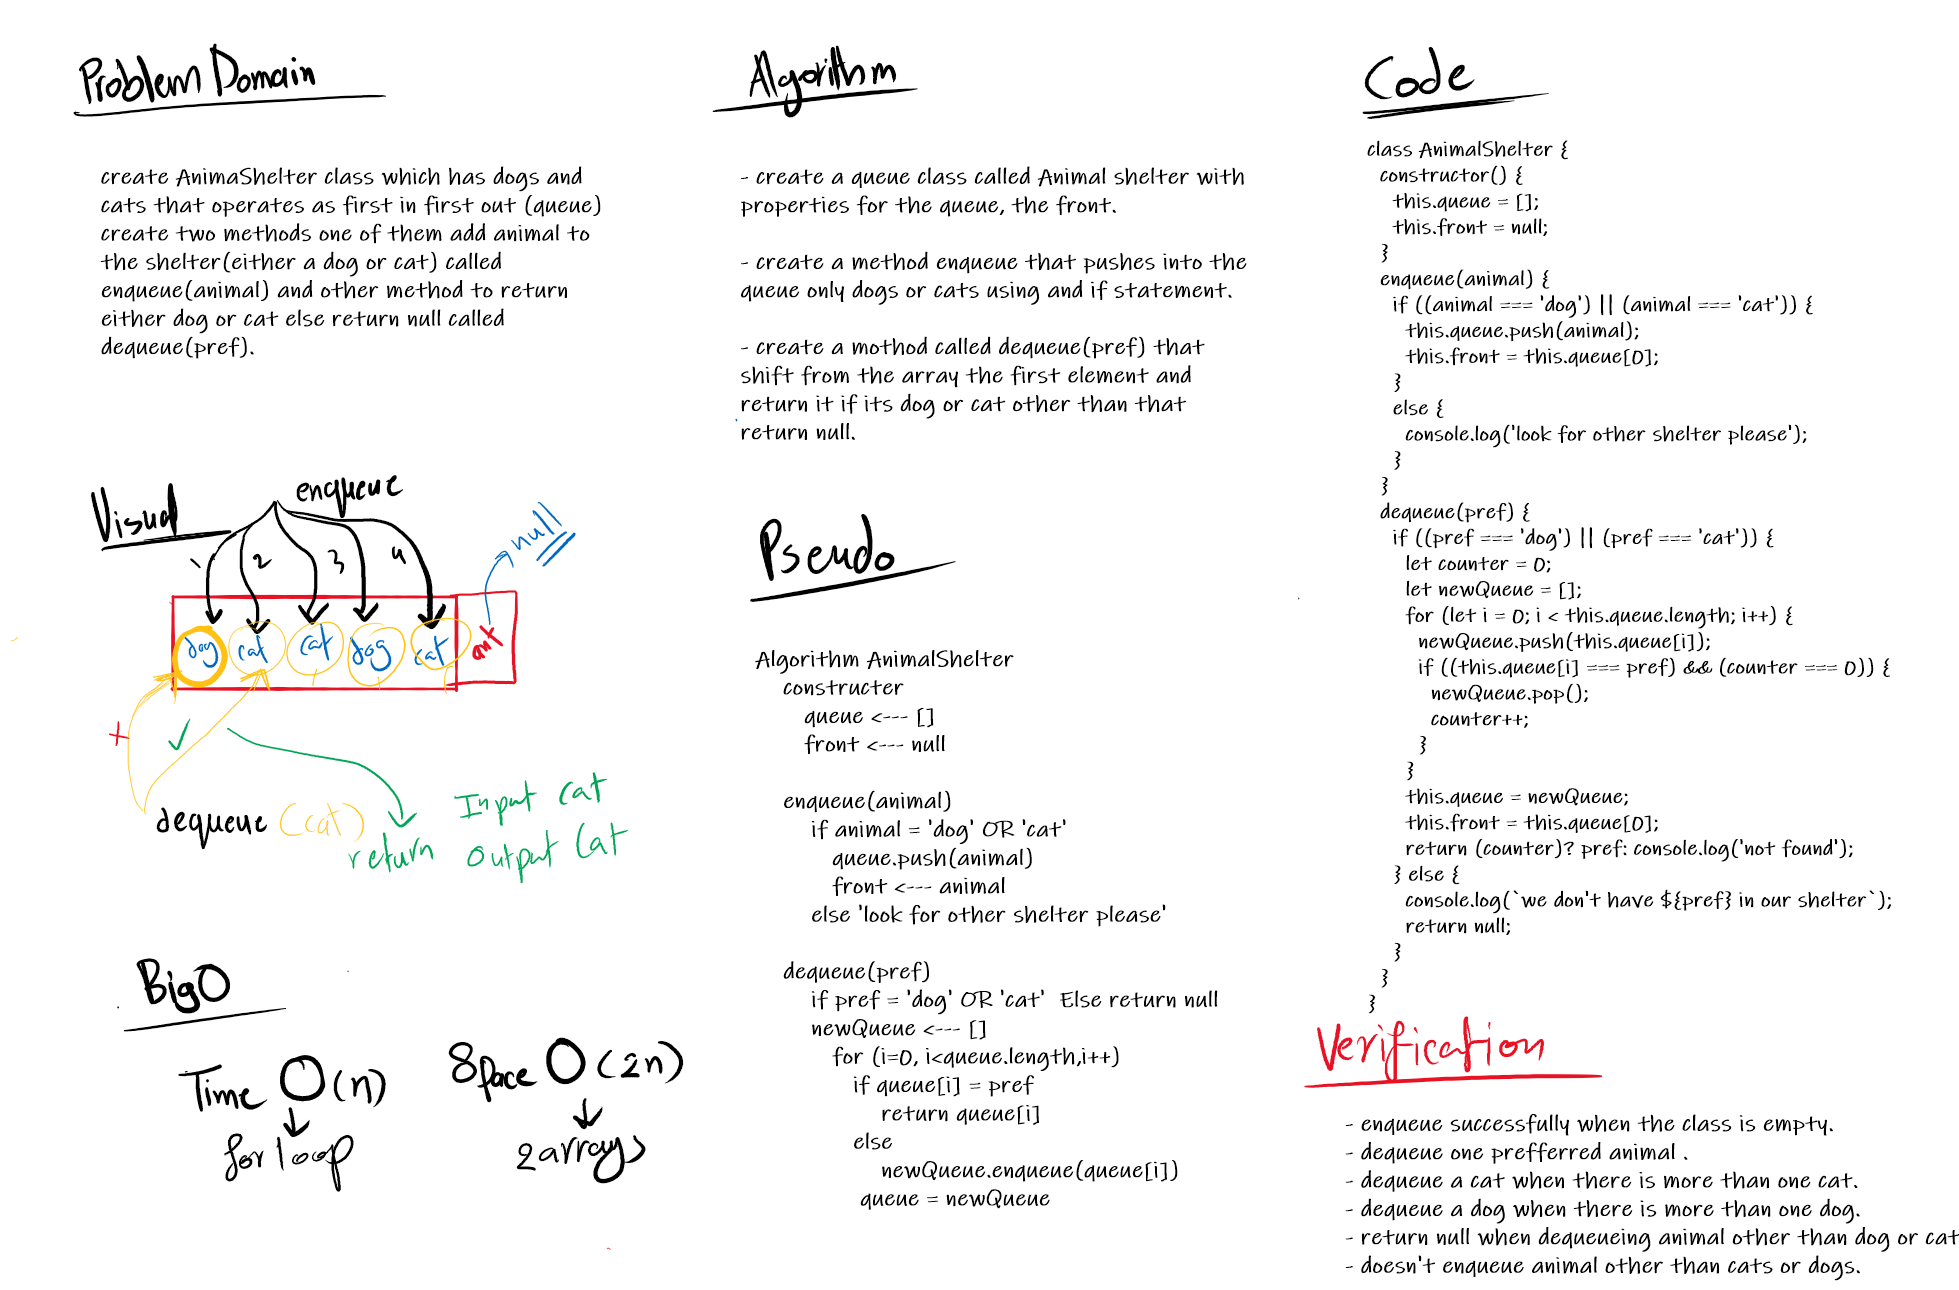 Problem Domain
create AnimaShelter class which has dogs and
cats that operates as first in first out (queue)
create two methods one of them add animal to
the shelter(either a dog or cat) called
enqueue(animal) and other method to return
either dog or cat else return null called
dequeue(pref).
Visual
enqueue
1 2 3 4
null
dog cat cat dog cat ant
dequeue (cat)
return
Input cat
Output Cat
BigO
Time O(n)
for loop
Space O(2n)
2 arrays
Algorithm
- create a queue class called Animal shelter with
properties for the queue, the front.
- create a method enqueue that pushes into the
queue only dogs or cats using and if statement.
- create a mothod called dequeue(pref) that
shift from the array the first element and
return it if its dog or cat other than that
return null.
Pseudo
Algorithm AnimalShelter
constructer
queue <--- []
front <--- null
enqueue(animal)
if animal = 'dog' OR 'cat'
queue.push(animal)
front <--- animal
else 'look for other shelter please'
dequeue(pref)
if pref = 'dog' OR 'cat'  Else return null
newQueue <--- []
for (i=0, i<queue.length,i++)
if queue[i] = pref
return queue[i]
else
newQueue.enqueue(queue[i])
queue = newQueue
Code
class AnimalShelter {
constructor() {
this.queue = [];
this.front = null;
}
enqueue(animal) {
if ((animal === 'dog') || (animal === 'cat')) {
this.queue.push(animal);
this.front = this.queue[0];
}
else {
console.log('look for other shelter please');
}
}
dequeue(pref) {
if ((pref === 'dog') || (pref === 'cat')) {
let counter = 0;
let newQueue = [];
for (let i = 0; i < this.queue.length; i++) {
newQueue.push(this.queue[i]);
if ((this.queue[i] === pref) && (counter === 0)) {
newQueue.pop();
counter++;
}
}
this.queue = newQueue;
this.front = this.queue[0];
return (counter)? pref: console.log('not found');
} else {
console.log(`we don't have ${pref} in our shelter`);
return null;
}
}
}
Verification
- enqueue successfully when the class is empty.
- dequeue one prefferred animal .
- dequeue a cat when there is more than one cat.
- dequeue a dog when there is more than one dog.
- return null when dequeueing animal other than dog or cat
- doesn't enqueue animal other than cats or dogs.